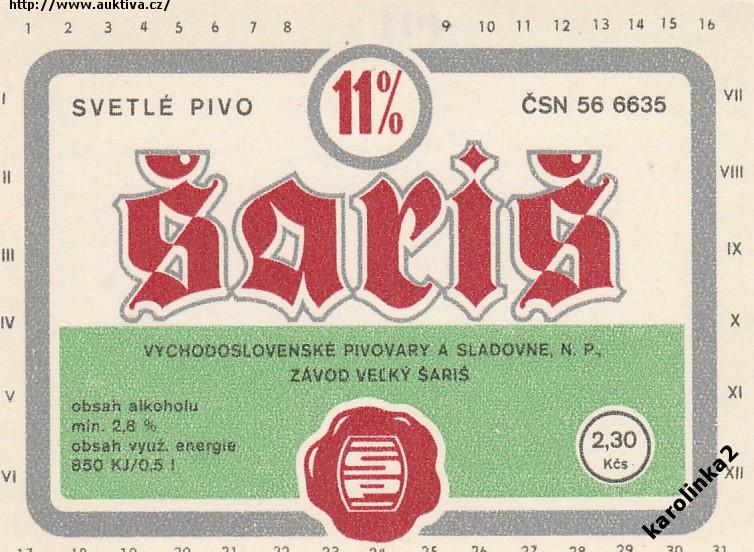 http://www.auktiva.cz/
1 2 3 4 5 6 7 8 9 10 11 12 13 14 15 16
I VII
SVETLÉ PIVO 11% ČSN 56 6635
II VIII
šariš
III IX
IV X
VÝCHODOSLOVENSKÉ PIVOVARY A SLADOVNE, N. P.,
ZÁVOD VEĽKÝ ŠARIŠ
V XI
obsah alkoholu
min. 2,8 %
obsah využ. energie
850 KJ/0,5 l
2,30
Kčs
VI XII
karolinka2
17 18 19 20 21 22 23 24 25 26 27 28 29 30 31